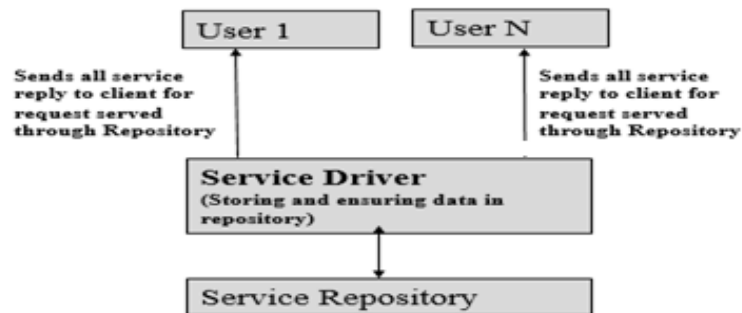 User 1
User N
Sends all service
reply to client for
request served
through Repository
Sends all service
reply to client for
request served
through Repository
Service Driver
(Storing and ensuring data in
repository)
Service Repository